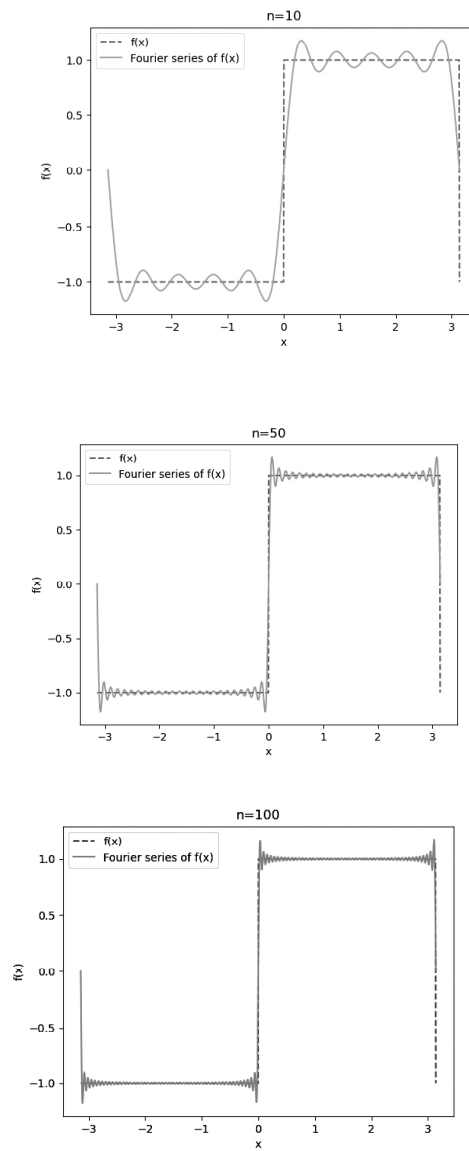 n=10
f(x)
Fourier series of f(x)
1.0
0.5
0.0
−0.5
−1.0
f(x)
−3 −2 −1 0 1 2 3
x
n=50
f(x)
Fourier series of f(x)
1.0
0.5
0.0
−0.5
−1.0
f(x)
−3 −2 −1 0 1 2 3
x
n=100
f(x)
Fourier series of f(x)
1.0
0.5
0.0
−0.5
−1.0
f(x)
−3 −2 −1 0 1 2 3
x